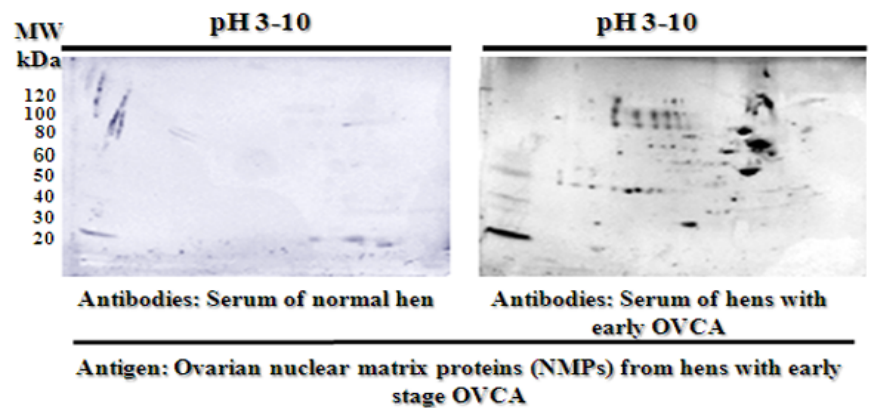 pH 3-10
pH 3-10
MW
kDa
120
100
80
60
50
40
30
20
Antibodies: Serum of normal hen
Antibodies: Serum of hens with
early OVCA
Antigen: Ovarian nuclear matrix proteins (NMPs) from hens with early
stage OVCA